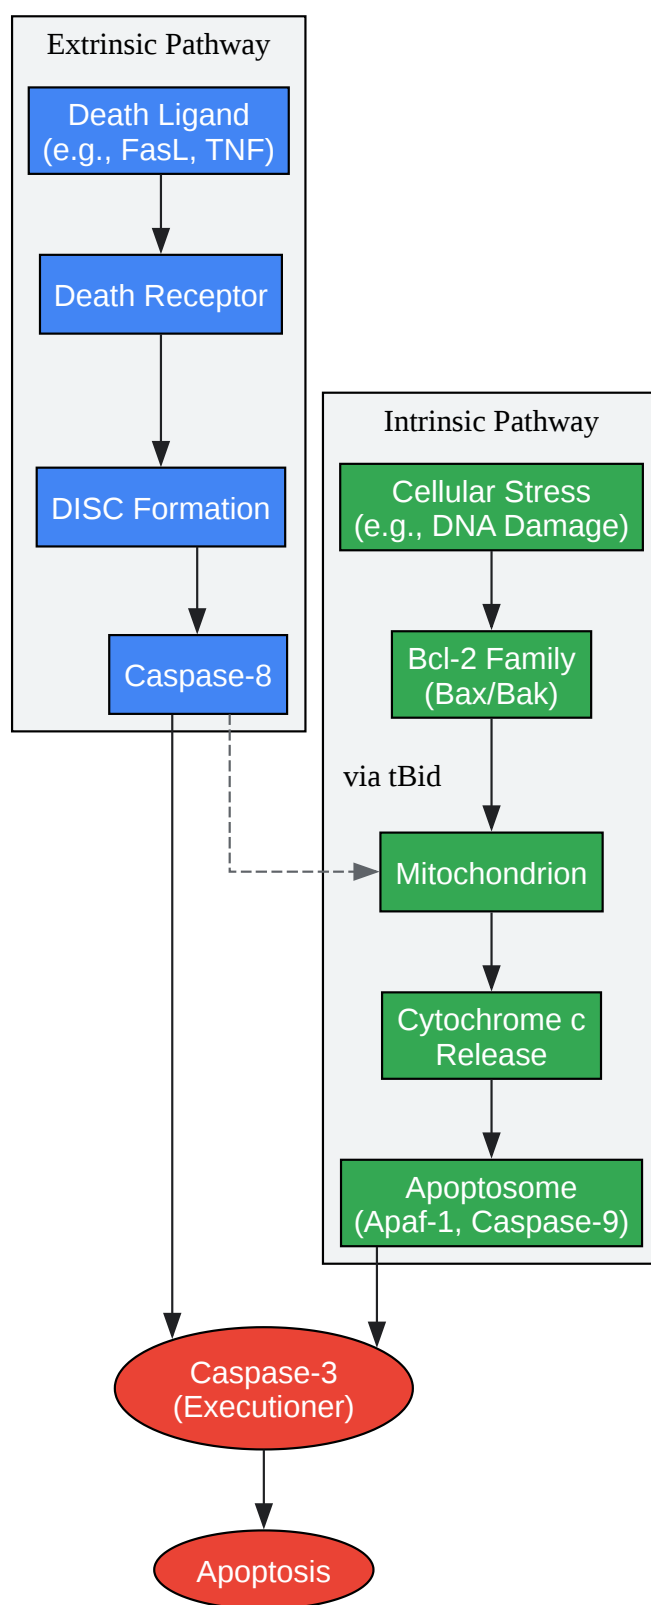 Extrinsic Pathway
Death Ligand
(e.g., FasL, TNF)
Death Receptor
DISC Formation
Caspase-8
Intrinsic Pathway
Cellular Stress
(e.g., DNA Damage)
Bcl-2 Family
(Bax/Bak)
via tBid
Mitochondrion
Cytochrome c
Release
Apoptosome
(Apaf-1, Caspase-9)
Caspase-3
(Executioner)
Apoptosis